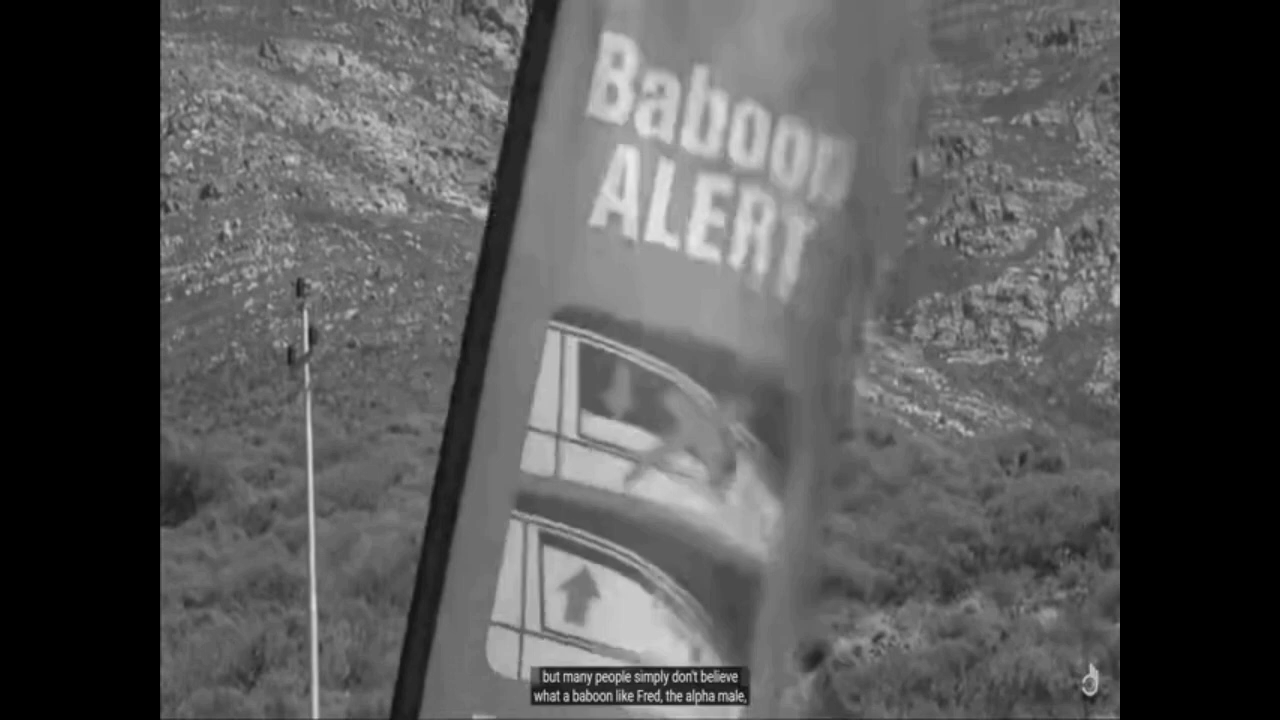 Baboon
ALERT
but many people simply don't believe
what a baboon like Fred, the alpha male,